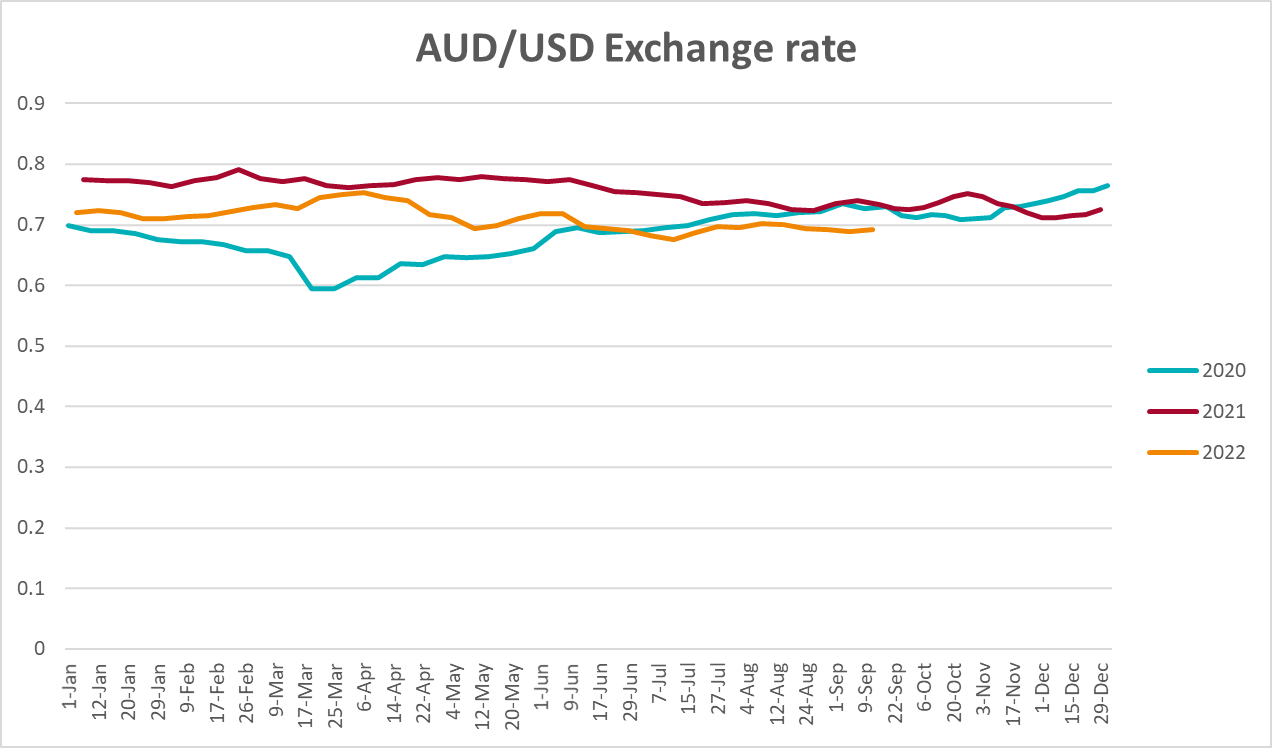 AUD/USD Exchange rate
0.9
0.8
0.7
0.6
0.5
0.4
0.3
0.2
0.1
0
1-Jan
12-Jan
20-Jan
29-Jan
9-Feb
17-Feb
26-Feb
9-Mar
17-Mar
25-Mar
6-Apr
14-Apr
22-Apr
4-May
12-May
20-May
1-Jun
9-Jun
17-Jun
29-Jun
7-Jul
15-Jul
27-Jul
4-Aug
12-Aug
24-Aug
1-Sep
9-Sep
22-Sep
6-Oct
20-Oct
3-Nov
17-Nov
1-Dec
15-Dec
29-Dec
2020
2021
2022